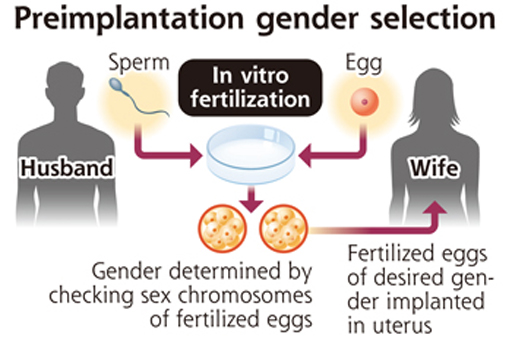 Preimplantation gender selection
Sperm
In vitro
fertilization
Egg
Husband
Wife
Gender determined by
checking sex chromosomes
of fertilized eggs
Fertilized eggs
of desired gen-
der implanted
in uterus